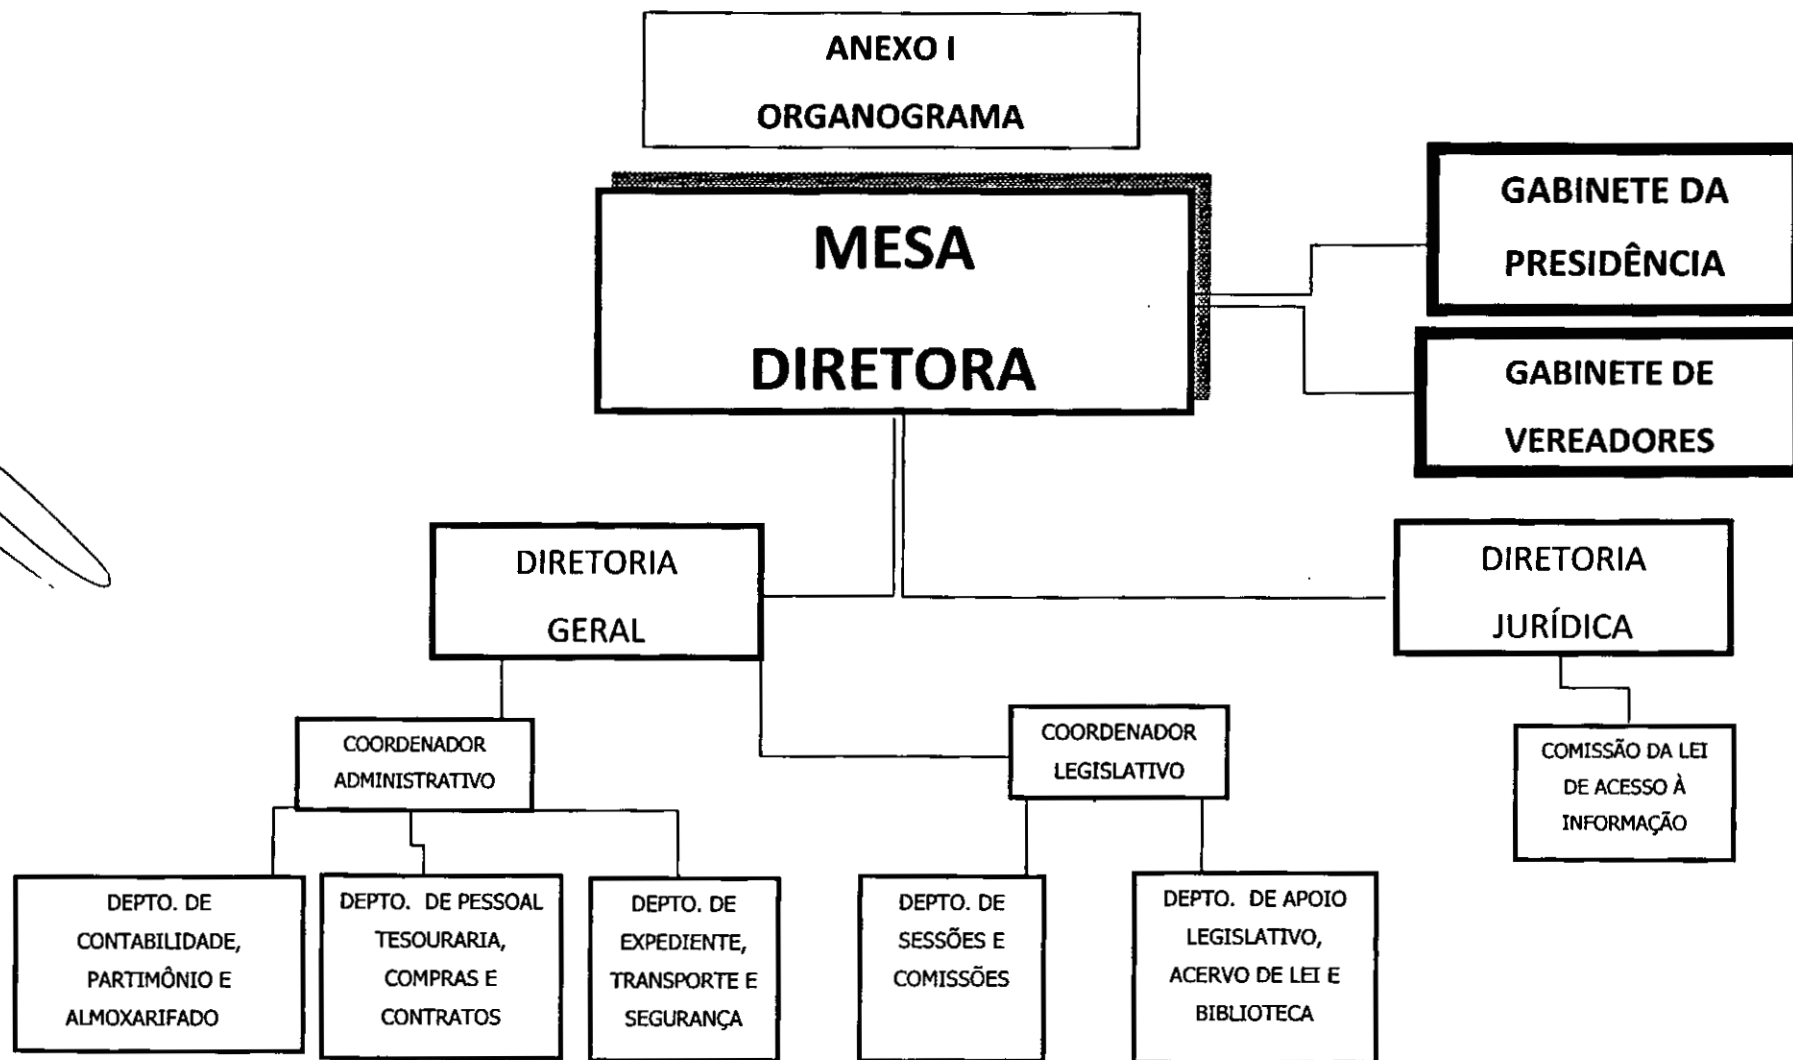 ANEXO I
ORGANOGRAMA
MESA
DIRETORA
GABINETE DA
PRESIDÊNCIA
GABINETE DE
VEREADORES
DIRETORIA
GERAL
DIRETORIA
JURÍDICA
COORDENADOR
ADMINISTRATIVO
COORDENADOR
LEGISLATIVO
COMISSÃO DA LEI
DE ACESSO À
INFORMAÇÃO
DEPTO. DE
CONTABILIDADE,
PARTIMÔNIO E
ALMOXARIFADO
DEPTO. DE PESSOAL
TESOURARIA,
COMPRAS E
CONTRATOS
DEPTO. DE
EXPEDIENTE,
TRANSPORTE E
SEGURANÇA
DEPTO. DE
SESSÕES E
COMISSÕES
DEPTO. DE APOIO
LEGISLATIVO,
ACERVO DE LEI E
BIBLIOTECA